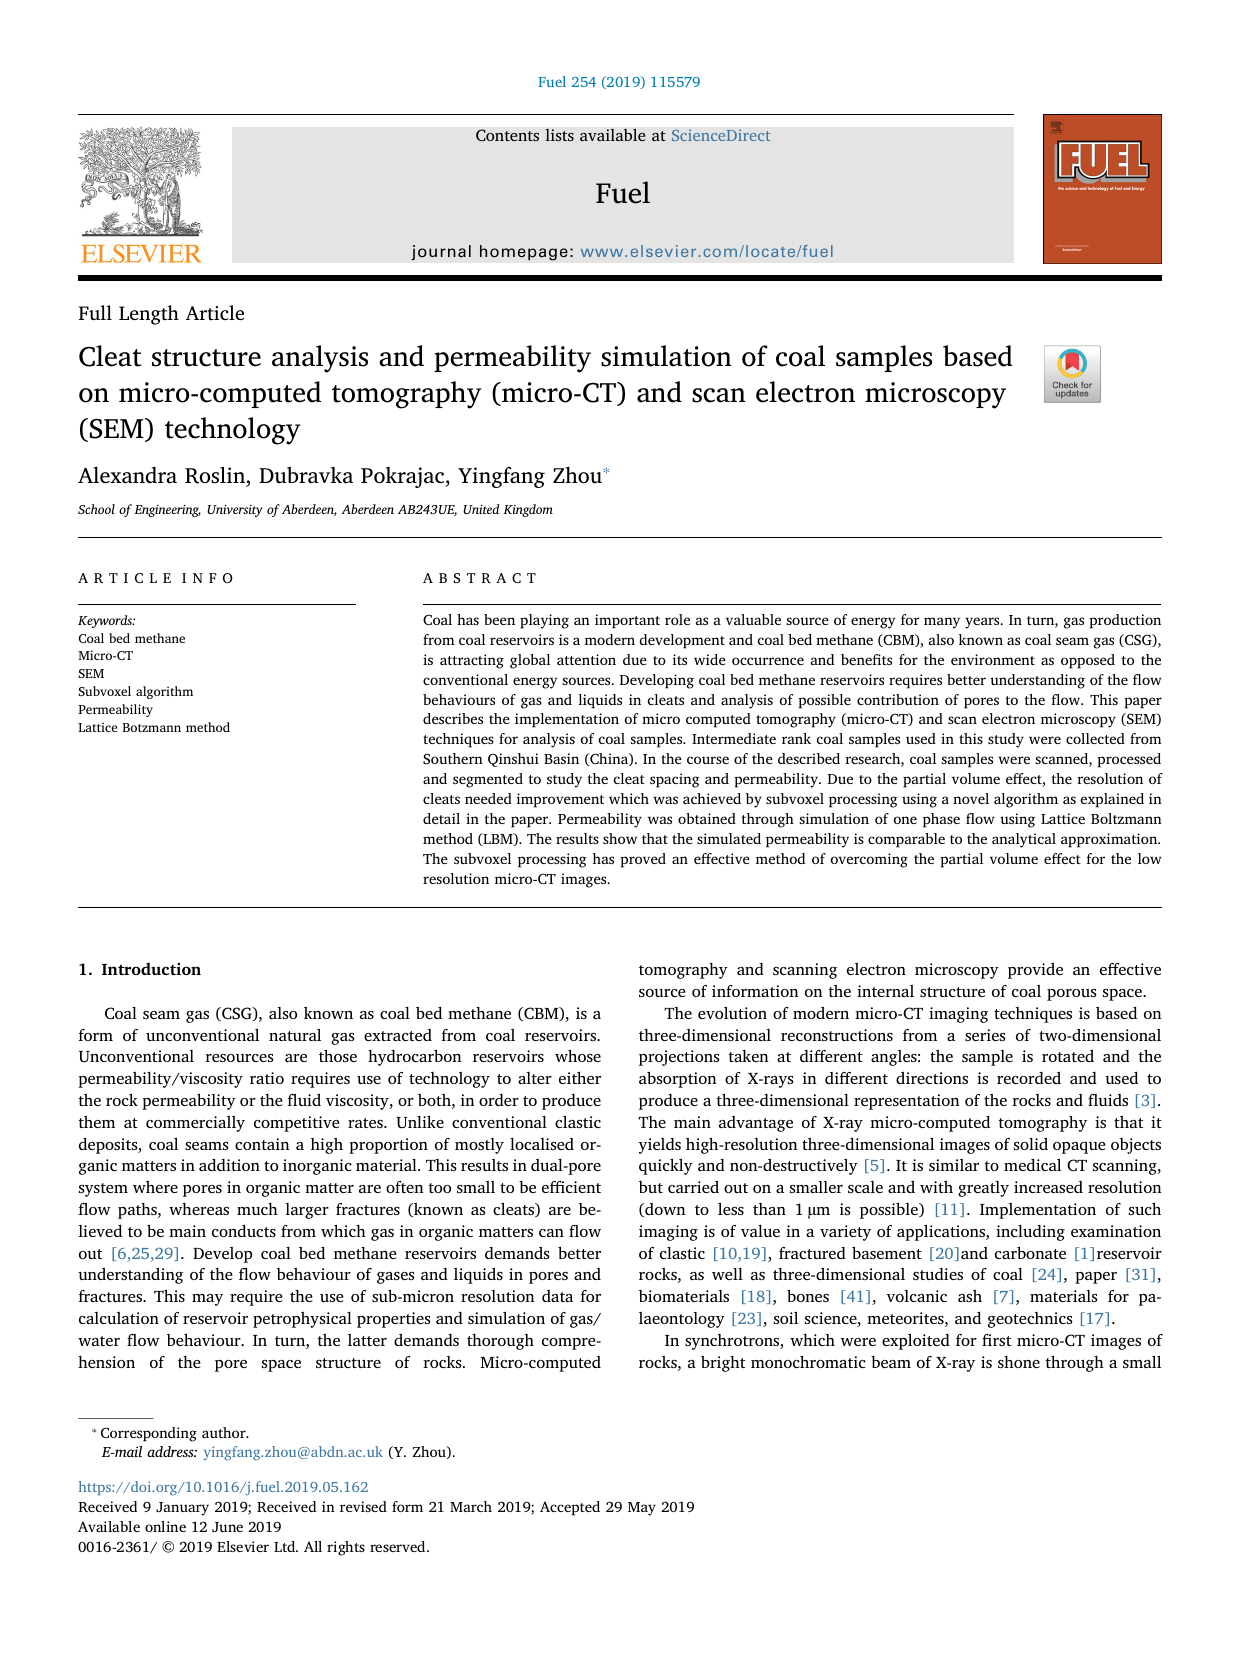 Fuel 254 (2019) 115579
Contents lists available at ScienceDirect
Fuel
journal homepage: www.elsevier.com/locate/fuel
ELSEVIER
FUEL
The science and technology of Fuel and Energy
ScienceDirect
Full Length Article
Cleat structure analysis and permeability simulation of coal samples based
on micro-computed tomography (micro-CT) and scan electron microscopy
(SEM) technology
Check for
updates
Alexandra Roslin, Dubravka Pokrajac, Yingfang Zhou*
School of Engineering, University of Aberdeen, Aberdeen AB243UE, United Kingdom
ARTICLE INFO
Keywords:
Coal bed methane
Micro-CT
SEM
Subvoxel algorithm
Permeability
Lattice Botzmann method
ABSTRACT
Coal has been playing an important role as a valuable source of energy for many years. In turn, gas production
from coal reservoirs is a modern development and coal bed methane (CBM), also known as coal seam gas (CSG),
is attracting global attention due to its wide occurrence and benefits for the environment as opposed to the
conventional energy sources. Developing coal bed methane reservoirs requires better understanding of the flow
behaviours of gas and liquids in cleats and analysis of possible contribution of pores to the flow. This paper
describes the implementation of micro computed tomography (micro-CT) and scan electron microscopy (SEM)
techniques for analysis of coal samples. Intermediate rank coal samples used in this study were collected from
Southern Qinshui Basin (China). In the course of the described research, coal samples were scanned, processed
and segmented to study the cleat spacing and permeability. Due to the partial volume effect, the resolution of
cleats needed improvement which was achieved by subvoxel processing using a novel algorithm as explained in
detail in the paper. Permeability was obtained through simulation of one phase flow using Lattice Boltzmann
method (LBM). The results show that the simulated permeability is comparable to the analytical approximation.
The subvoxel processing has proved an effective method of overcoming the partial volume effect for the low
resolution micro-CT images.
1. Introduction
Coal seam gas (CSG), also known as coal bed methane (CBM), is a
form of unconventional natural gas extracted from coal reservoirs.
Unconventional resources are those hydrocarbon reservoirs whose
permeability/viscosity ratio requires use of technology to alter either
the rock permeability or the fluid viscosity, or both, in order to produce
them at commercially competitive rates. Unlike conventional clastic
deposits, coal seams contain a high proportion of mostly localised or-
ganic matters in addition to inorganic material. This results in dual-pore
system where pores in organic matter are often too small to be efficient
flow paths, whereas much larger fractures (known as cleats) are be-
lieved to be main conducts from which gas in organic matters can flow
out [6,25,29]. Develop coal bed methane reservoirs demands better
understanding of the flow behaviour of gases and liquids in pores and
fractures. This may require the use of sub-micron resolution data for
calculation of reservoir petrophysical properties and simulation of gas/
water flow behaviour. In turn, the latter demands thorough compre-
hension of the pore space structure of rocks. Micro-computed
tomography and scanning electron microscopy provide an effective
source of information on the internal structure of coal porous space.
The evolution of modern micro-CT imaging techniques is based on
three-dimensional reconstructions from a series of two-dimensional
projections taken at different angles: the sample is rotated and the
absorption of X-rays in different directions is recorded and used to
produce a three-dimensional representation of the rocks and fluids [3].
The main advantage of X-ray micro-computed tomography is that it
yields high-resolution three-dimensional images of solid opaque objects
quickly and non-destructively [5]. It is similar to medical CT scanning,
but carried out on a smaller scale and with greatly increased resolution
(down to less than 1 μm is possible) [11]. Implementation of such
imaging is of value in a variety of applications, including examination
of clastic [10,19], fractured basement [20]and carbonate [1]reservoir
rocks, as well as three-dimensional studies of coal [24], paper [31],
biomaterials [18], bones [41], volcanic ash [7], materials for pa-
laeontology [23], soil science, meteorites, and geotechnics [17].
In synchrotrons, which were exploited for first micro-CT images of
rocks, a bright monochromatic beam of X-ray is shone through a small
* Corresponding author.
E-mail address: yingfang.zhou@abdn.ac.uk (Y. Zhou).
https://doi.org/10.1016/j.fuel.2019.05.162
Received 9 January 2019; Received in revised form 21 March 2019; Accepted 29 May 2019
Available online 12 June 2019
0016-2361/ © 2019 Elsevier Ltd. All rights reserved.